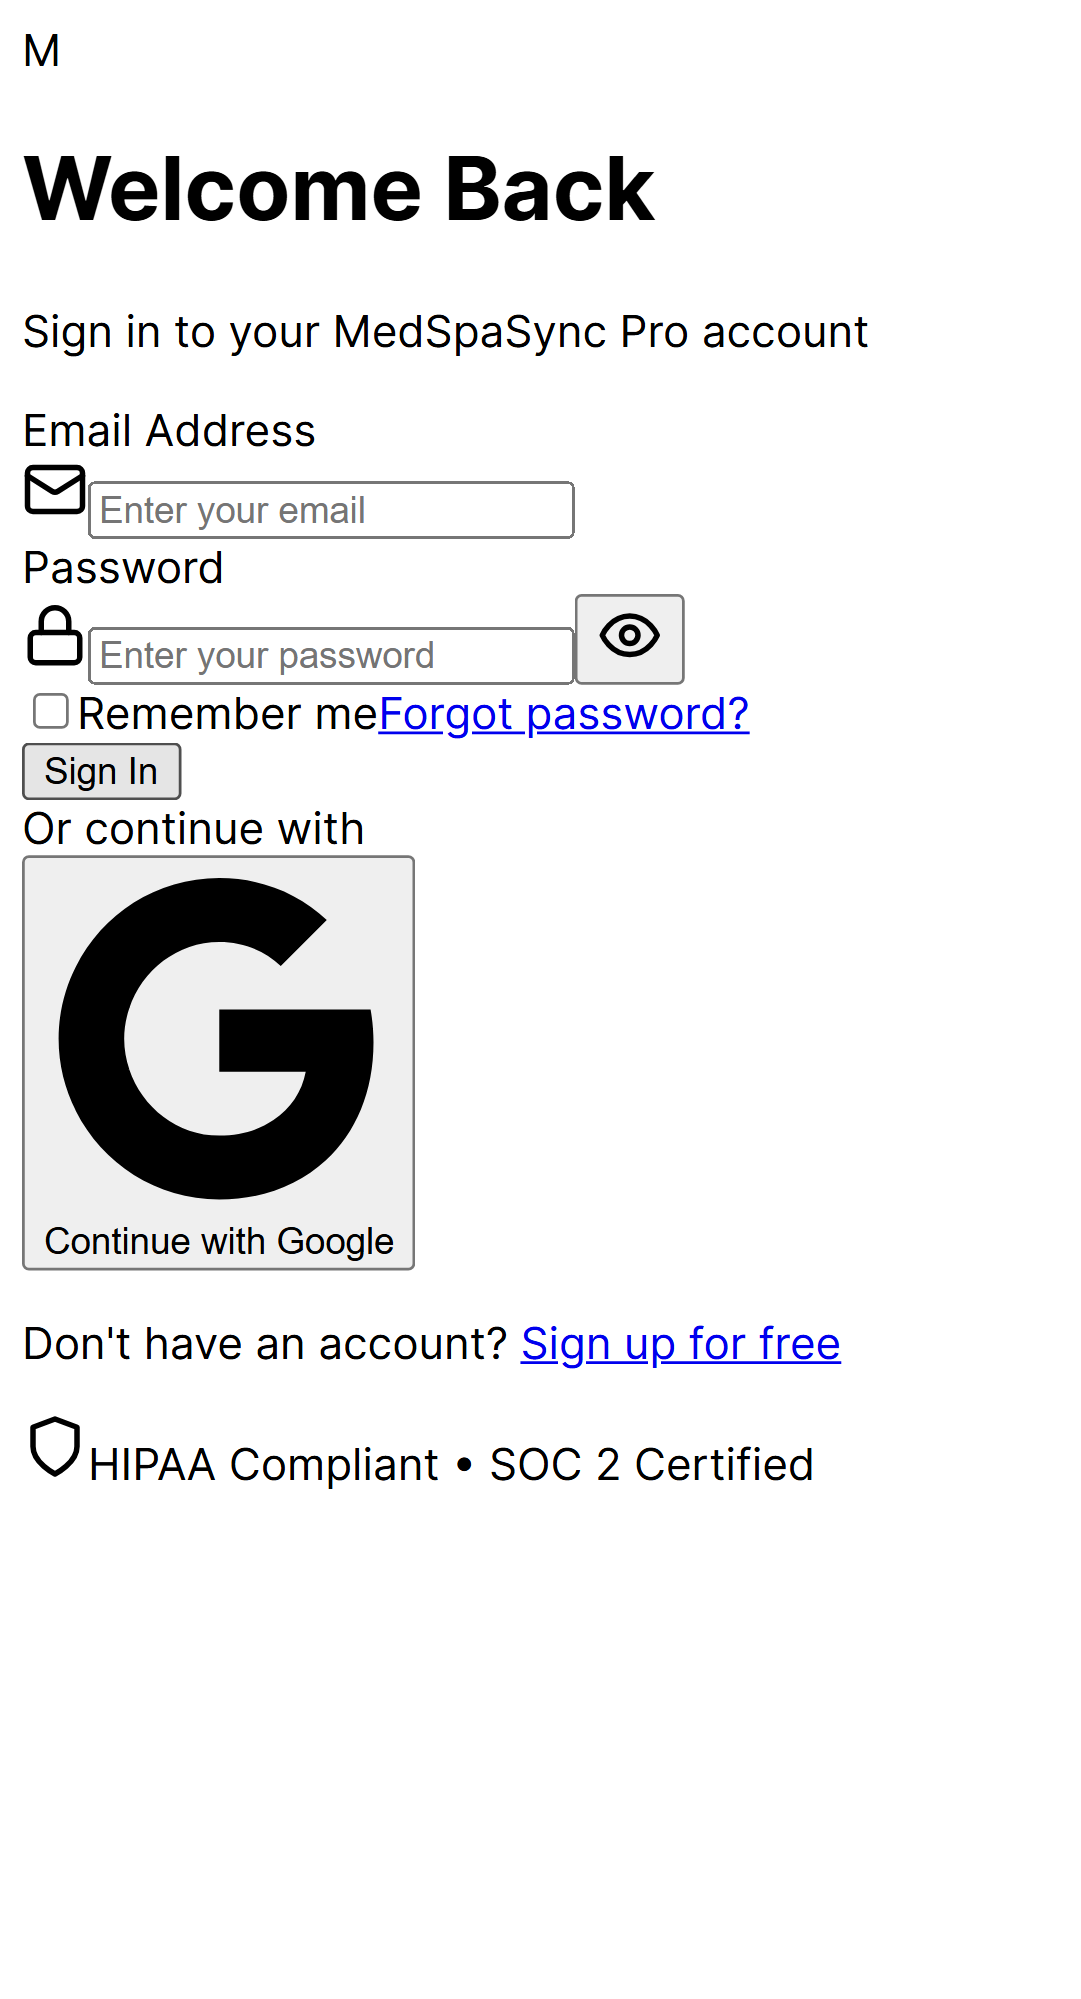 M
Welcome Back
Sign in to your MedSpaSync Pro account
Email Address
Enter your email
Password
Enter your password
Remember meForgot password?
Sign In
Or continue with
Continue with Google
Don't have an account? Sign up for free
HIPAA Compliant • SOC 2 Certified